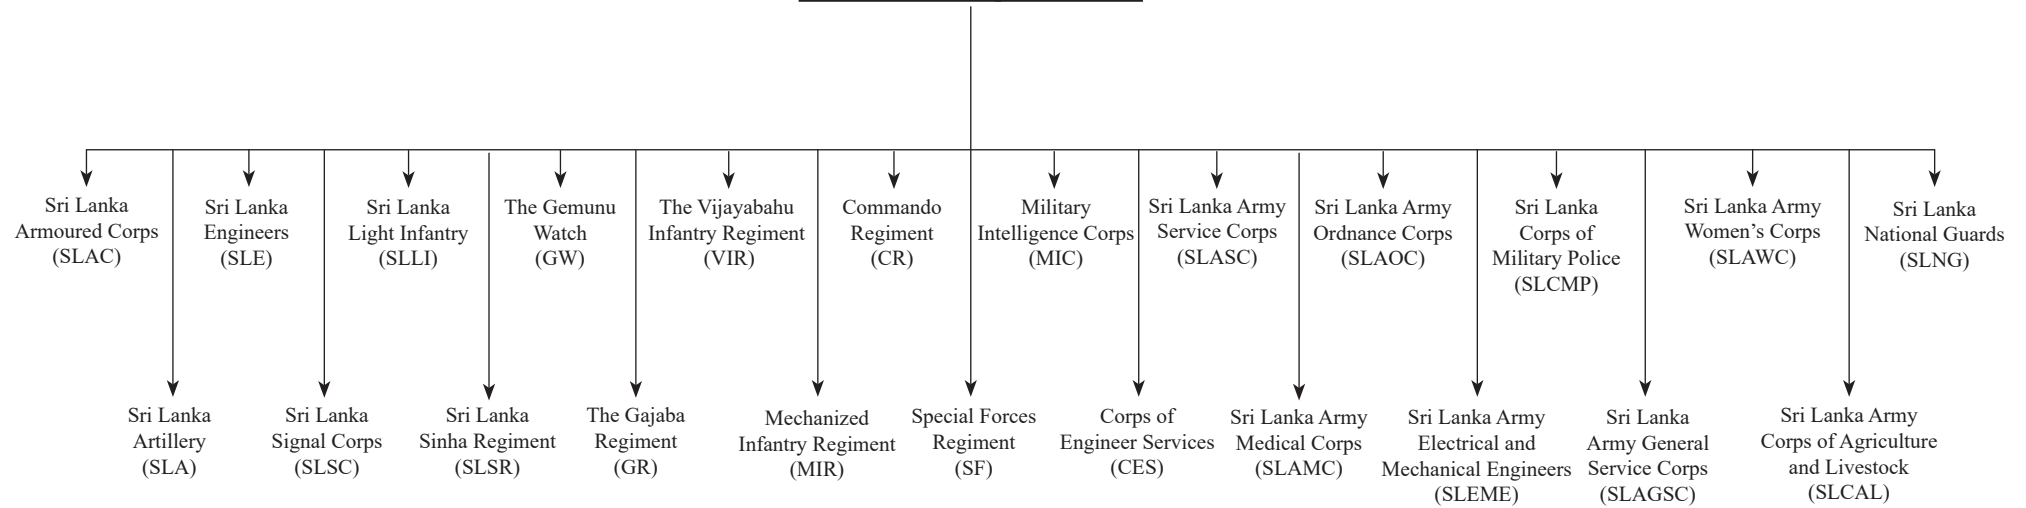 Sri Lanka
Armoured Corps
(SLAC)
Sri Lanka
Engineers
(SLE)
Sri Lanka
Light Infantry
(SLLI)
The Gemunu
Watch
(GW)
The Vijayabahu
Infantry Regiment
(VIR)
Commando
Regiment
(CR)
Military
Intelligence Corps
(MIC)
Sri Lanka Army
Service Corps
(SLASC)
Sri Lanka Army
Ordnance Corps
(SLAOC)
Sri Lanka
Corps of
Military Police
(SLCMP)
Sri Lanka Army
Women’s Corps
(SLAWC)
Sri Lanka
National Guards
(SLNG)
Sri Lanka
Artillery
(SLA)
Sri Lanka
Signal Corps
(SLSC)
Sri Lanka
Sinha Regiment
(SLSR)
The Gajaba
Regiment
(GR)
Mechanized
Infantry Regiment
(MIR)
Special Forces
Regiment
(SF)
Corps of
Engineer Services
(CES)
Sri Lanka Army
Medical Corps
(SLAMC)
Sri Lanka Army
Electrical and
Mechanical Engineers
(SLEME)
Sri Lanka
Army General
Service Corps
(SLAGSC)
Sri Lanka Army
Corps of Agriculture
and Livestock
(SLCAL)